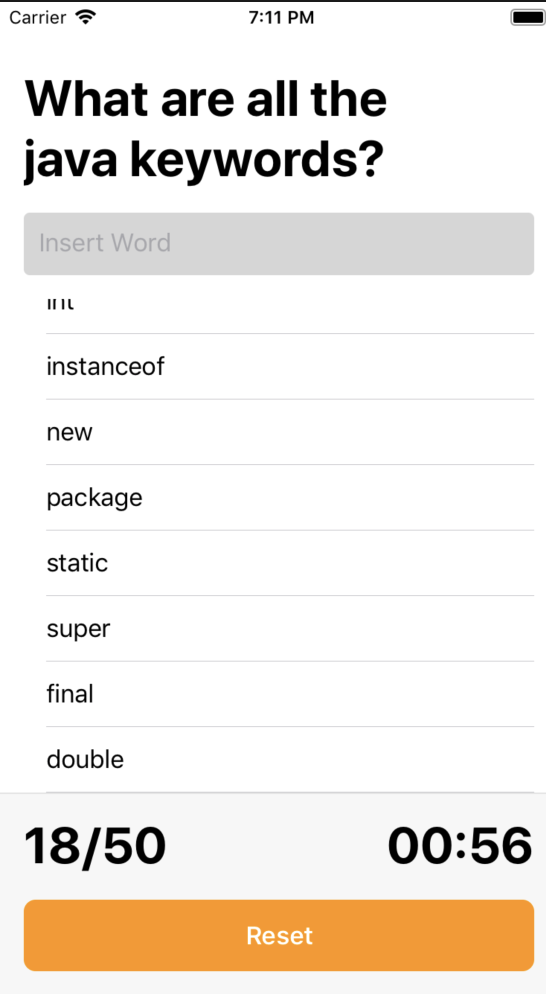 Carrier
7:11 PM
What are all the
java keywords?
Insert Word
int
instanceof
new
package
static
super
final
double
18/50
00:56
Reset